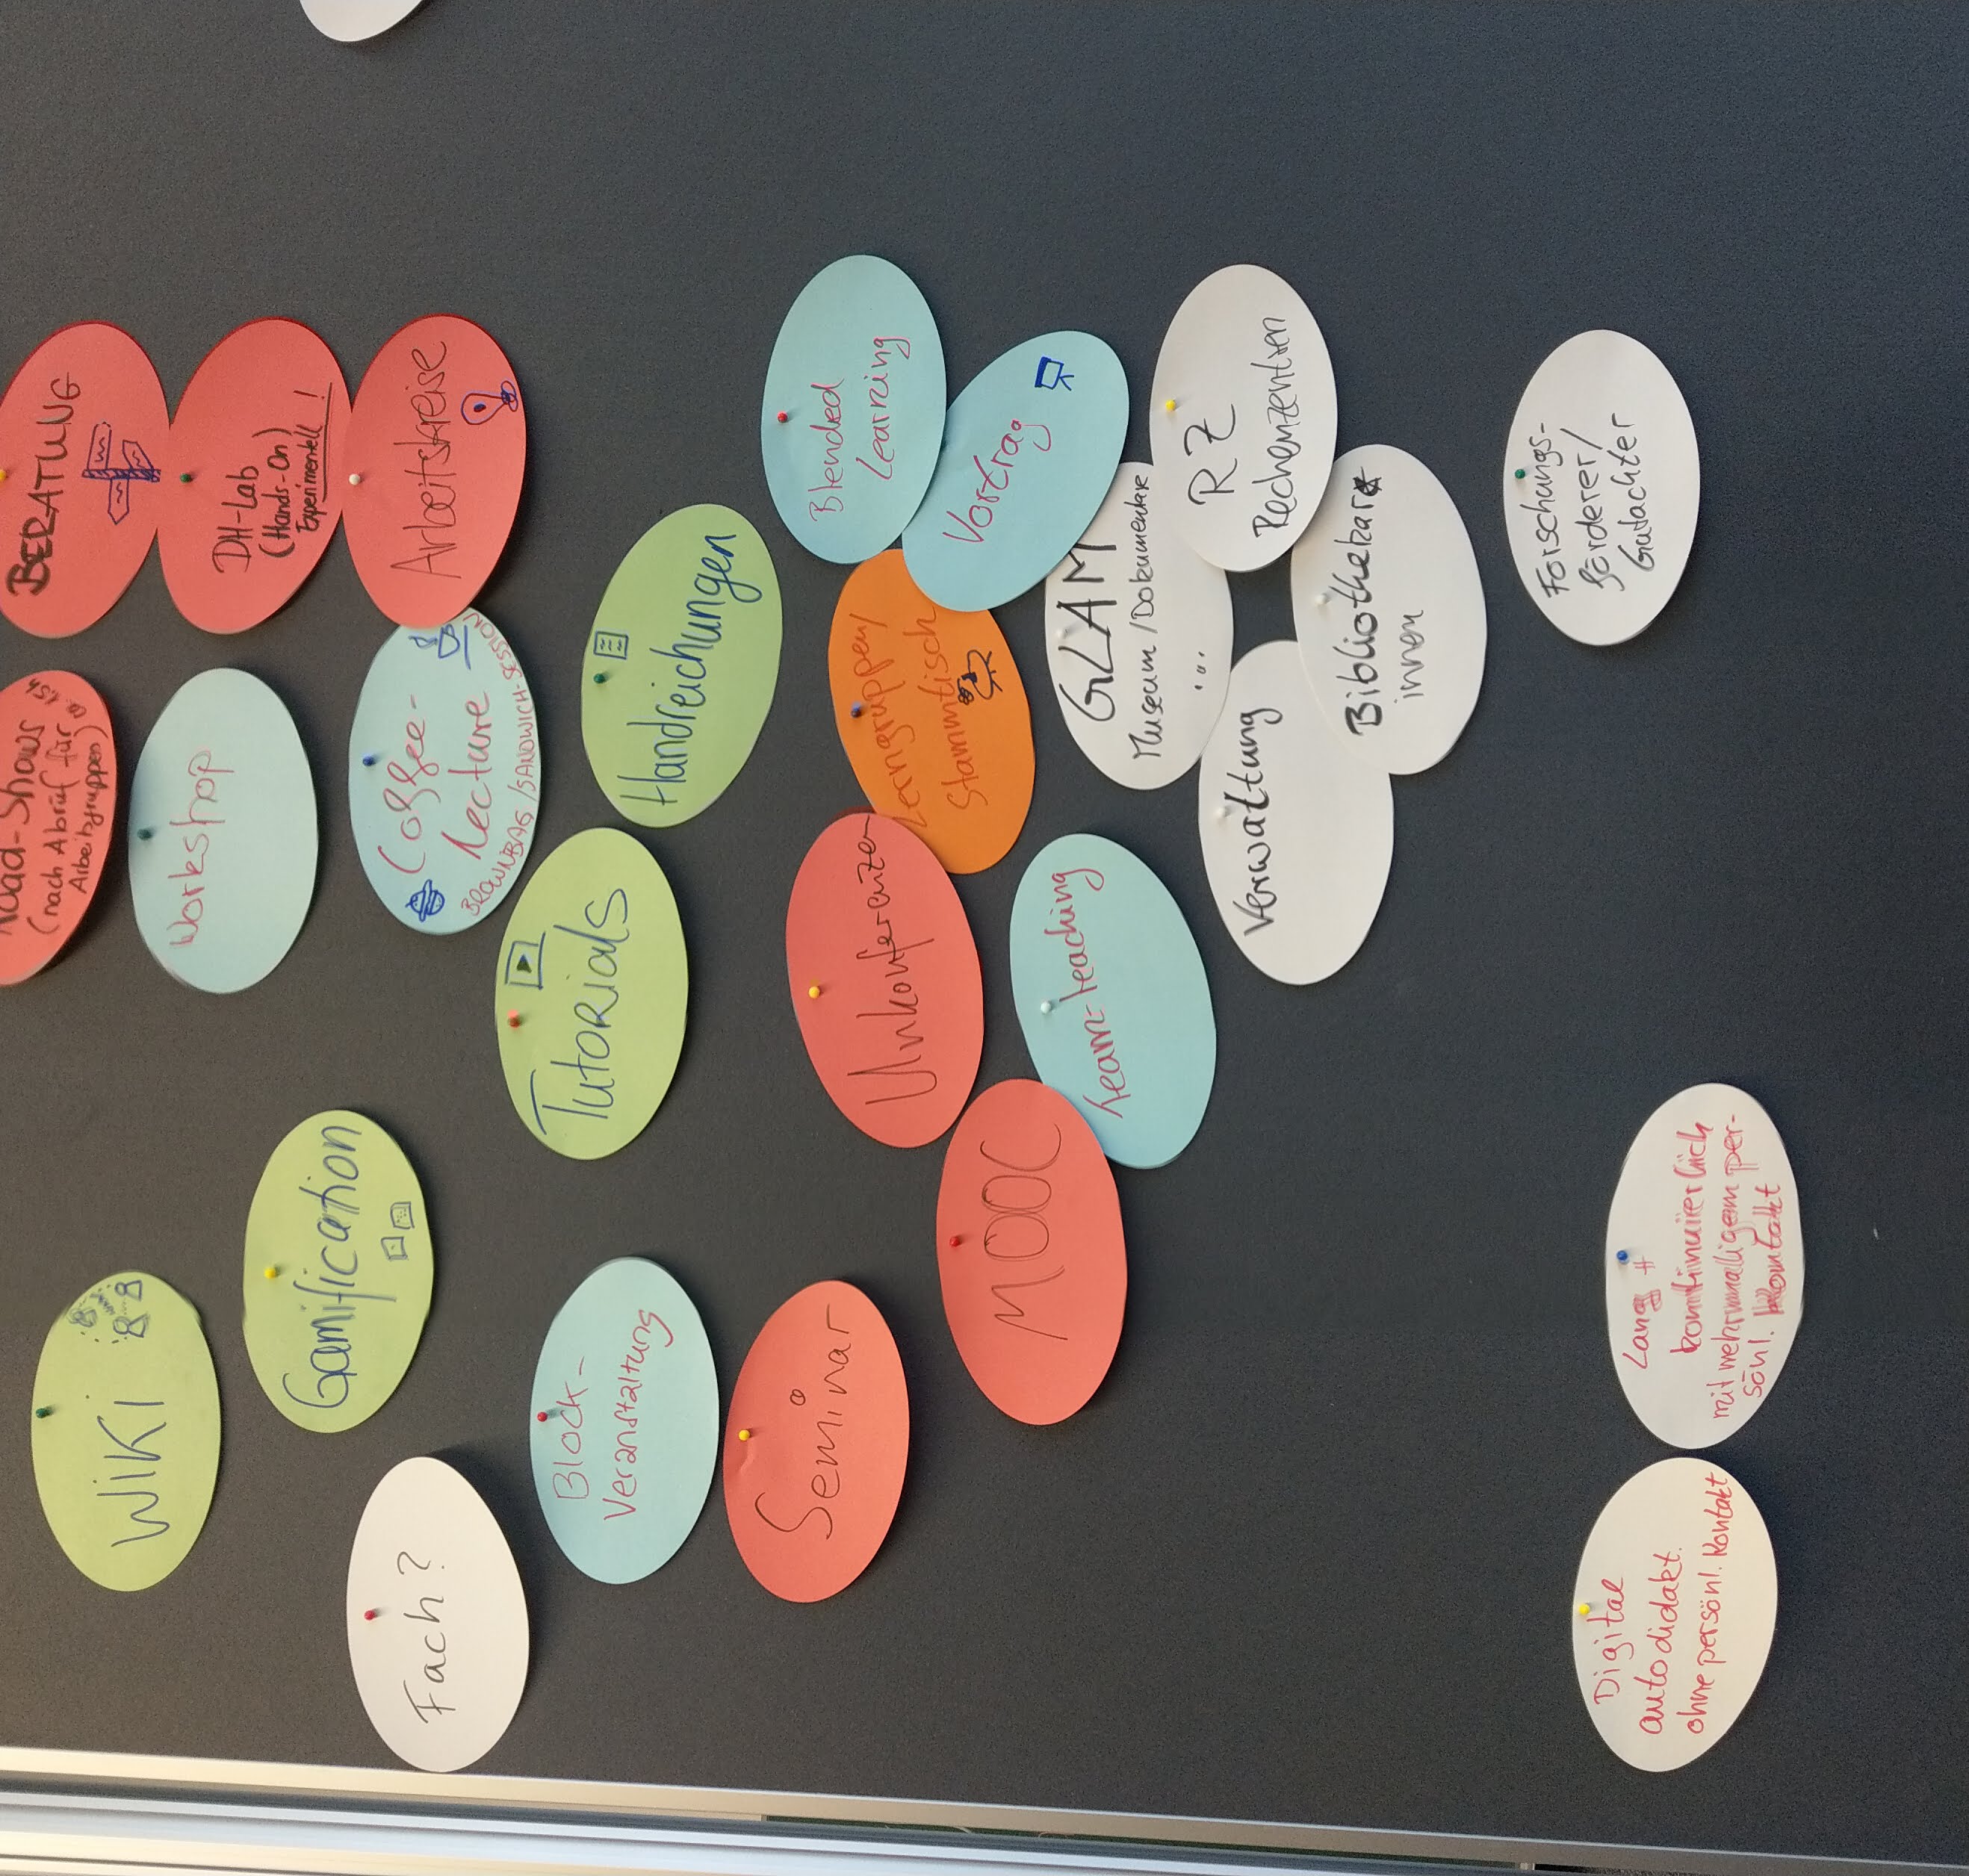 Road-Shows
(nach Abruf für
Arbeitsgruppen)
ca. 1.5h
BERATUNG
WiKi
Workshop
DH-Lab
(Hands-On)
Experimentell !
Gamification
Fach?
Coffee-
Lecture
BROWNBAG /SANDWICH-SESSION
Arbeitskreise
Block-
Veranstaltung
Tutorials
Handreichungen
Seminar
Unkonferenzen
Lerngruppen/
Stammtisch
Blended
Learning
Vortrag
MOOC
Team-teaching
GLAM
Museum /Dokumentare
...
RZ
Rechenzentren
Verwaltung
Bibliothekar*
innen
Forschungs-
förderer/
Gutachter
Digital
autodidakt.
ohne persönl. Kontakt
Lang +
kontinuierlich
mit mehrmaligem per-
sönl. Kontakt